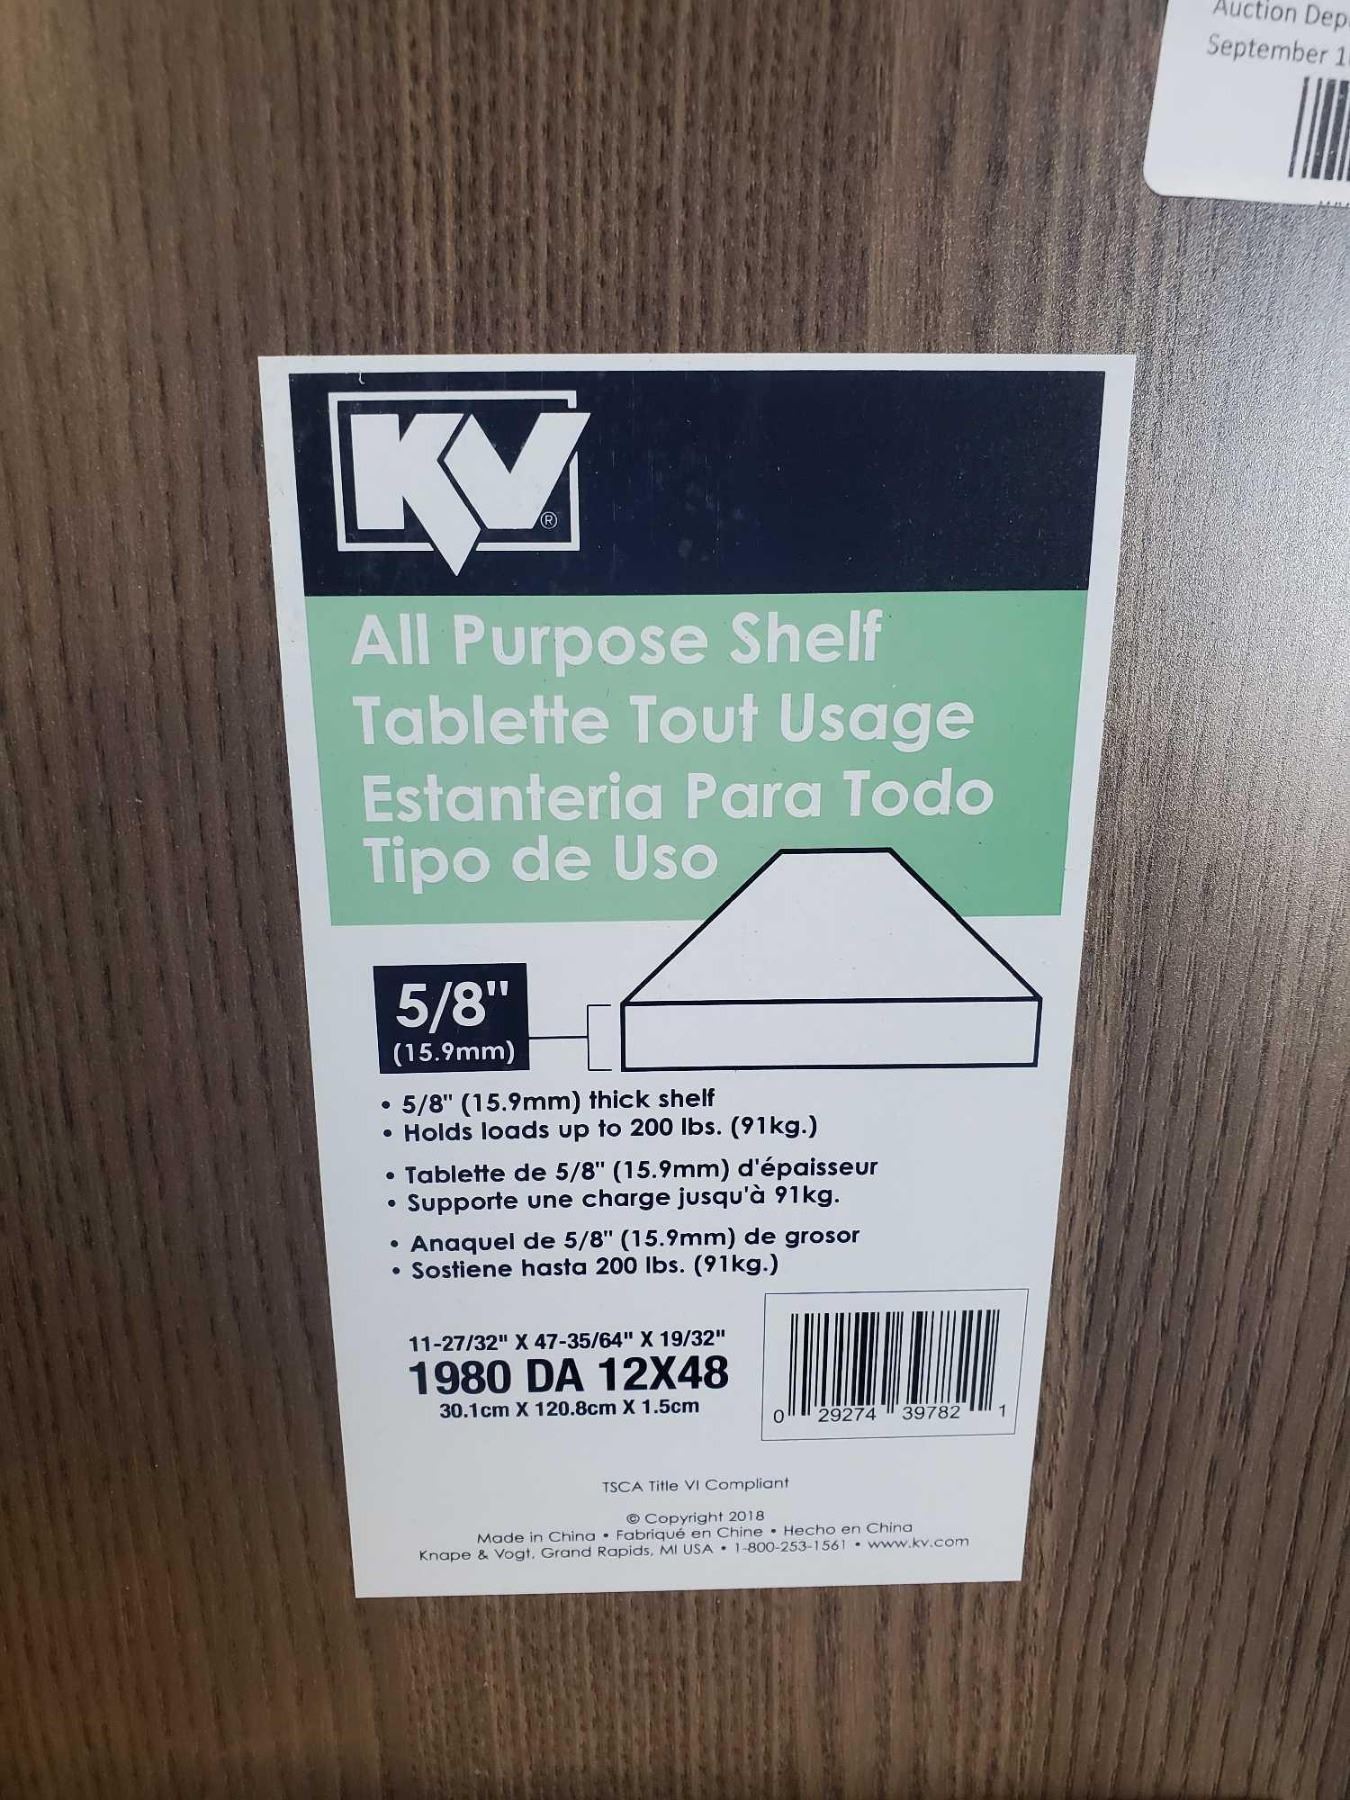 Auction Dep
September 1
KV®
All Purpose Shelf
Tablette Tout Usage
Estanteria Para Todo
Tipo de Uso
5/8"
(15.9mm)
• 5/8" (15.9mm) thick shelf
• Holds loads up to 200 lbs. (91kg.)
• Tablette de 5/8" (15.9mm) d'épaisseur
• Supporte une charge jusqu'à 91kg.
• Anaquel de 5/8" (15.9mm) de grosor
• Sostiene hasta 200 lbs. (91kg.)
11-27/32" X 47-35/64" X 19/32"
1980 DA 12X48
30.1cm X 120.8cm X 1.5cm
0 29274 39782 1
TSCA Title VI Compliant
© Copyright 2018
Made in China • Fabriqué en Chine • Hecho en China
Knape & Vogt, Grand Rapids, MI USA • 1-800-253-1561 • www.kv.com